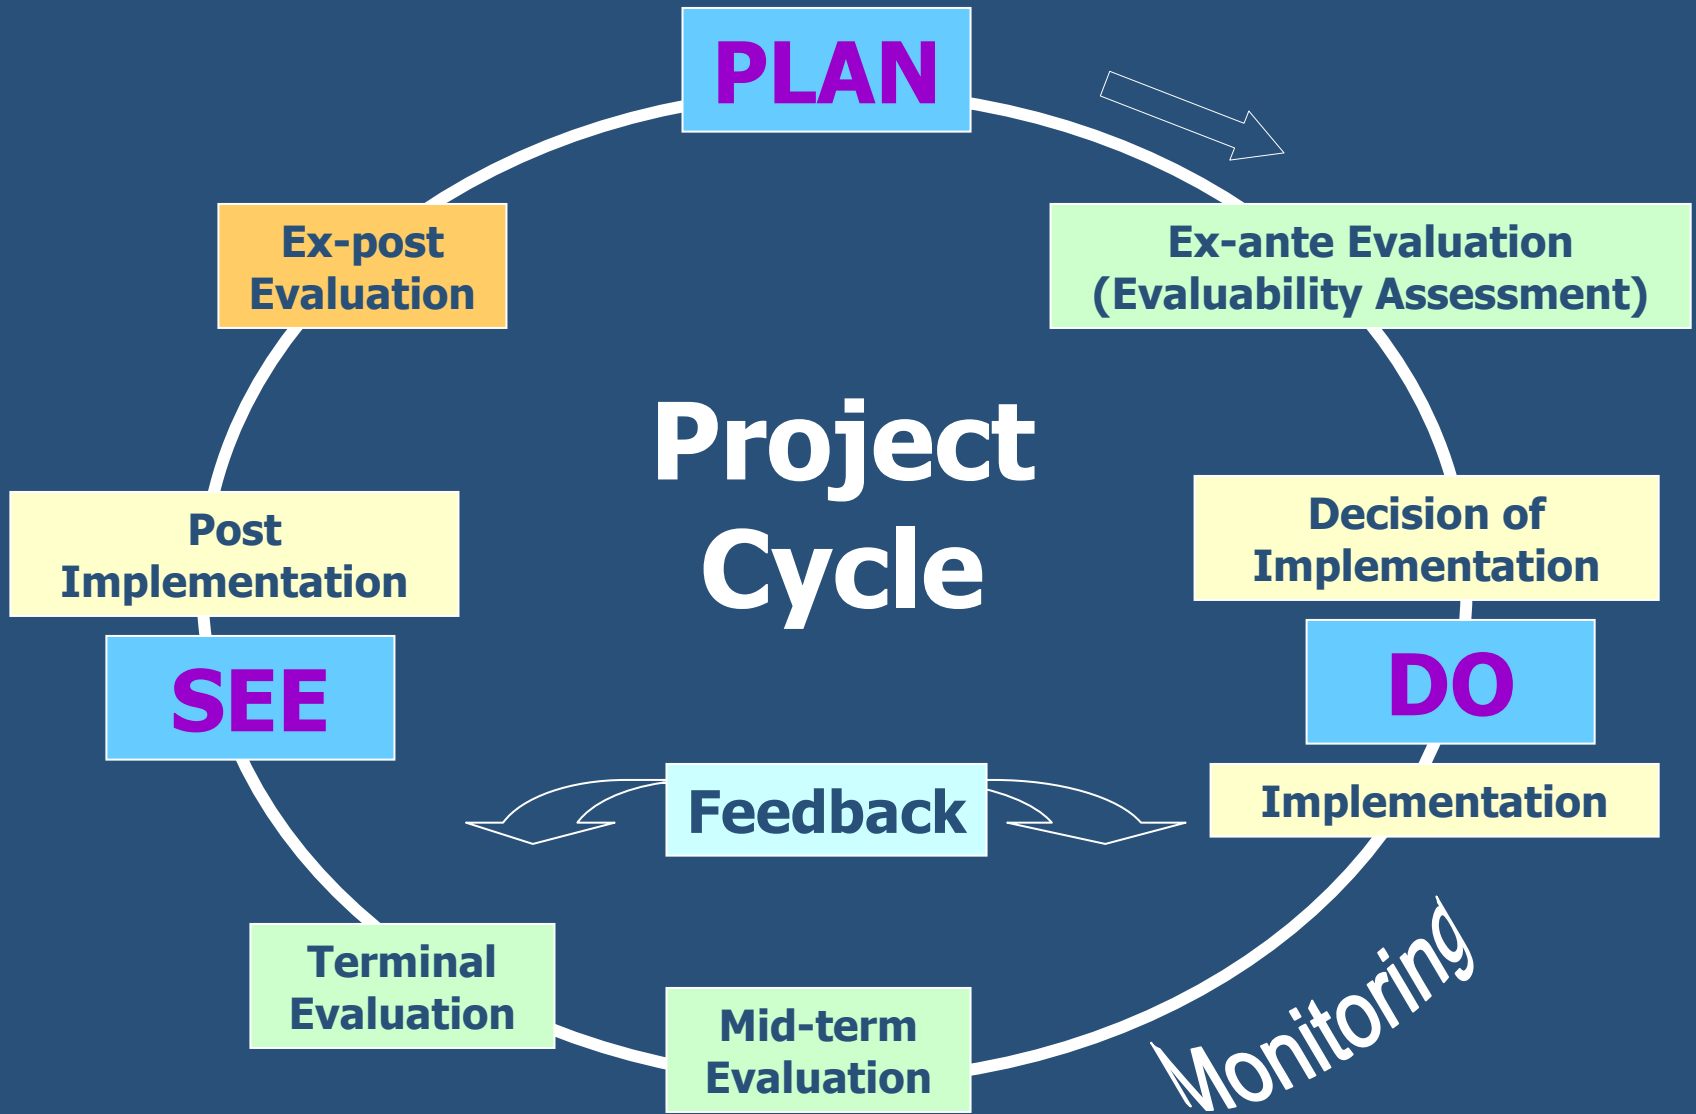 PLAN
Ex-post
Evaluation
Ex-ante Evaluation
(Evaluability Assessment)
Project
Cycle
Post
Implementation
Decision of
Implementation
SEE
DO
Feedback
Implementation
Terminal
Evaluation
Mid-term
Evaluation
Monitoring